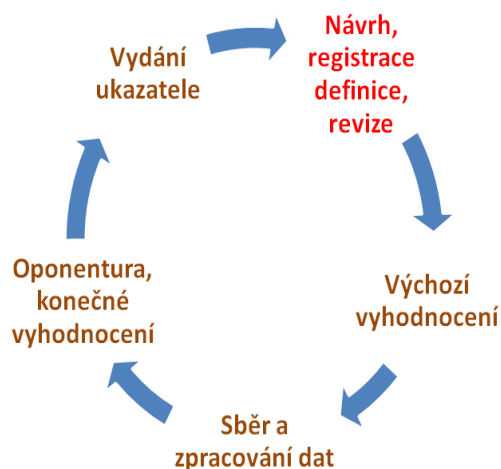 Návrh,
registrace
definice,
revize
Výchozí
vyhodnocení
Sběr a
zpracování dat
Oponentura,
konečné
vyhodnocení
Vydání
ukazatele